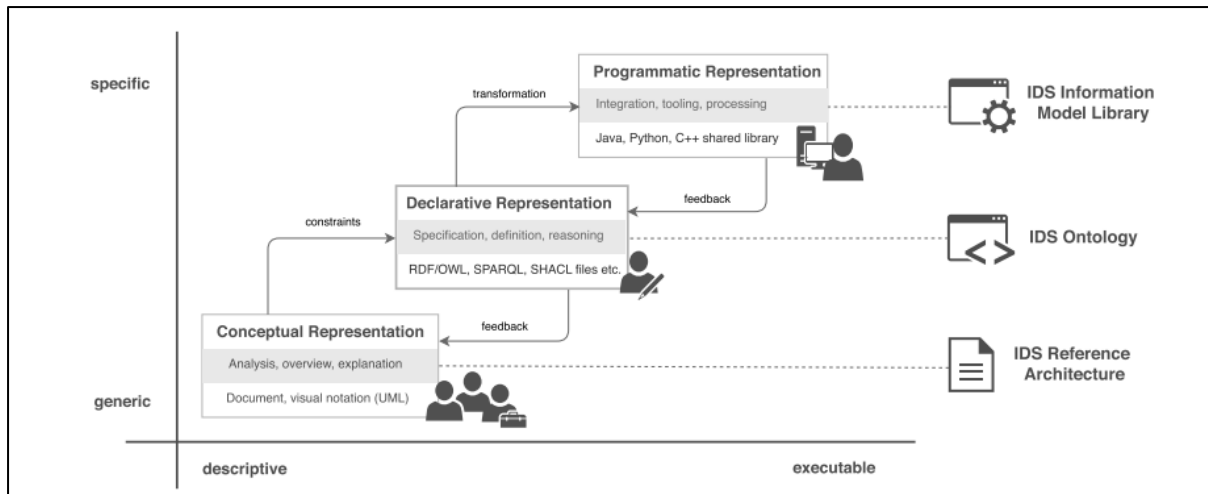 specific
Programmatic Representation
Integration, tooling, processing
Java, Python, C++ shared library
transformation
IDS Information
Model Library
feedback
Declarative Representation
Specification, definition, reasoning
RDF/OWL, SPARQL, SHACL files etc.
constraints
IDS Ontology
feedback
Conceptual Representation
Analysis, overview, explanation
Document, visual notation (UML)
IDS Reference
Architecture
generic
descriptive
executable